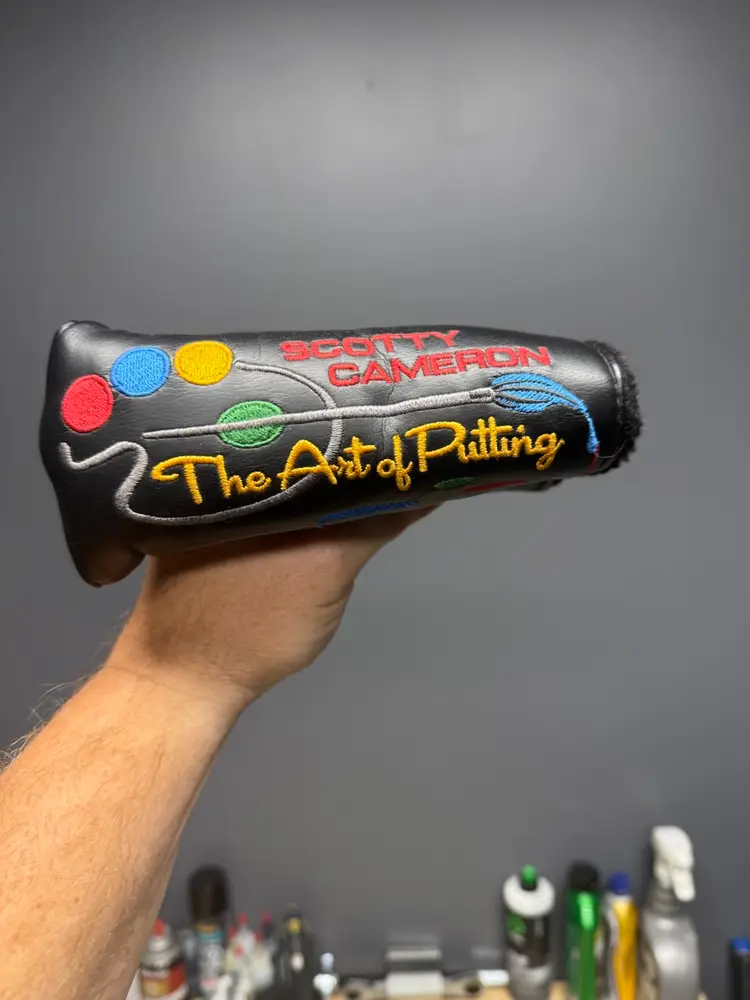 SCOTTY
CAMERON
The Art of Putting